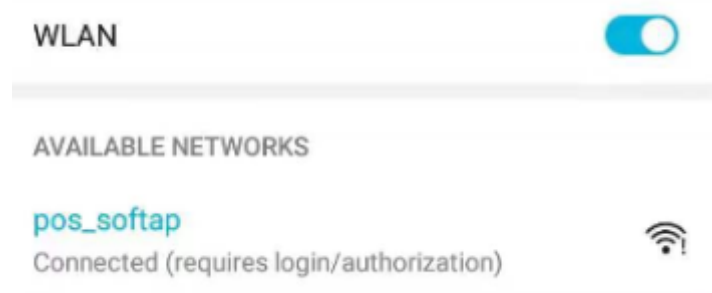 WLAN
AVAILABLE NETWORKS
pos_softap
Connected (requires login/authorization)